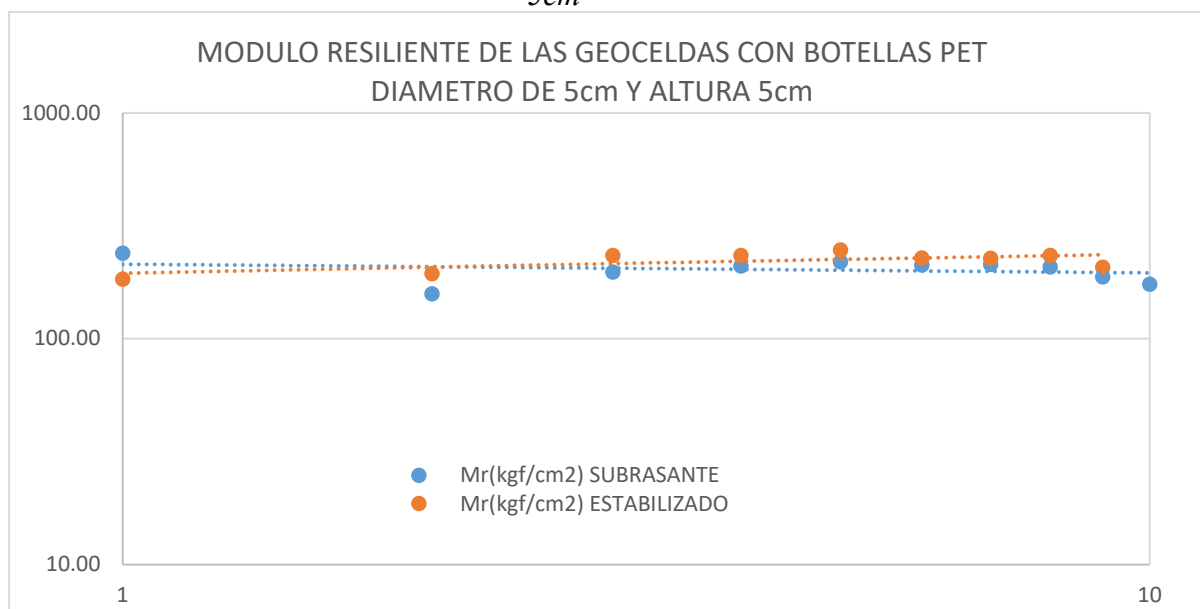 5cm
MODULO RESILIENTE DE LAS GEOCELDAS CON BOTELLAS PET
DIAMETRO DE 5cm Y ALTURA 5cm
1000.00
100.00
Mr(kgf/cm2) SUBRASANTE
Mr(kgf/cm2) ESTABILIZADO
10.00
1 10